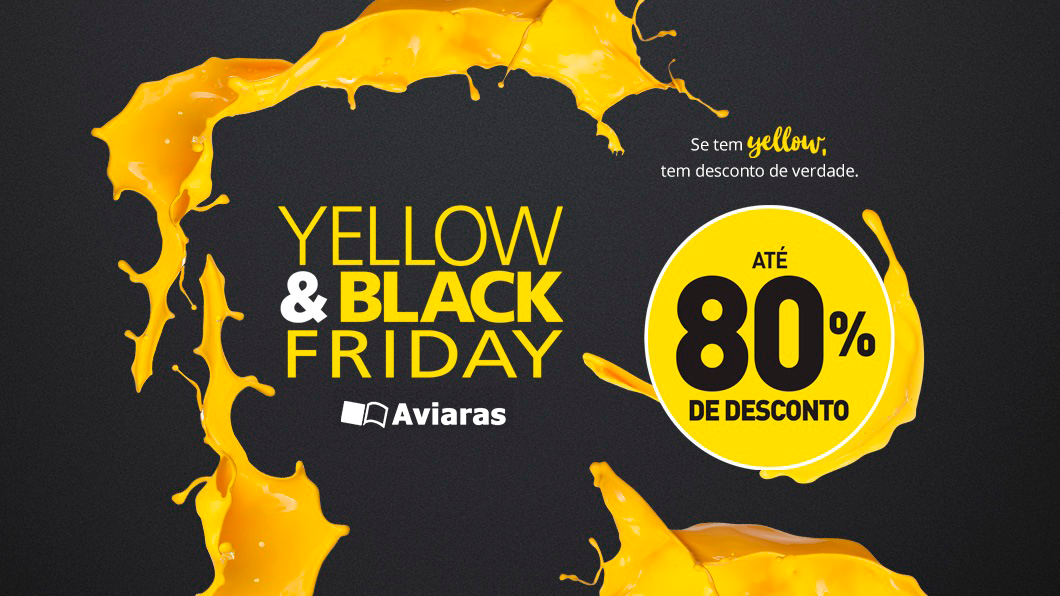 Se tem yellow,
tem desconto de verdade.
YELLOW
& BLACK
FRIDAY
Aviaras
ATÉ
80%
DE DESCONTO